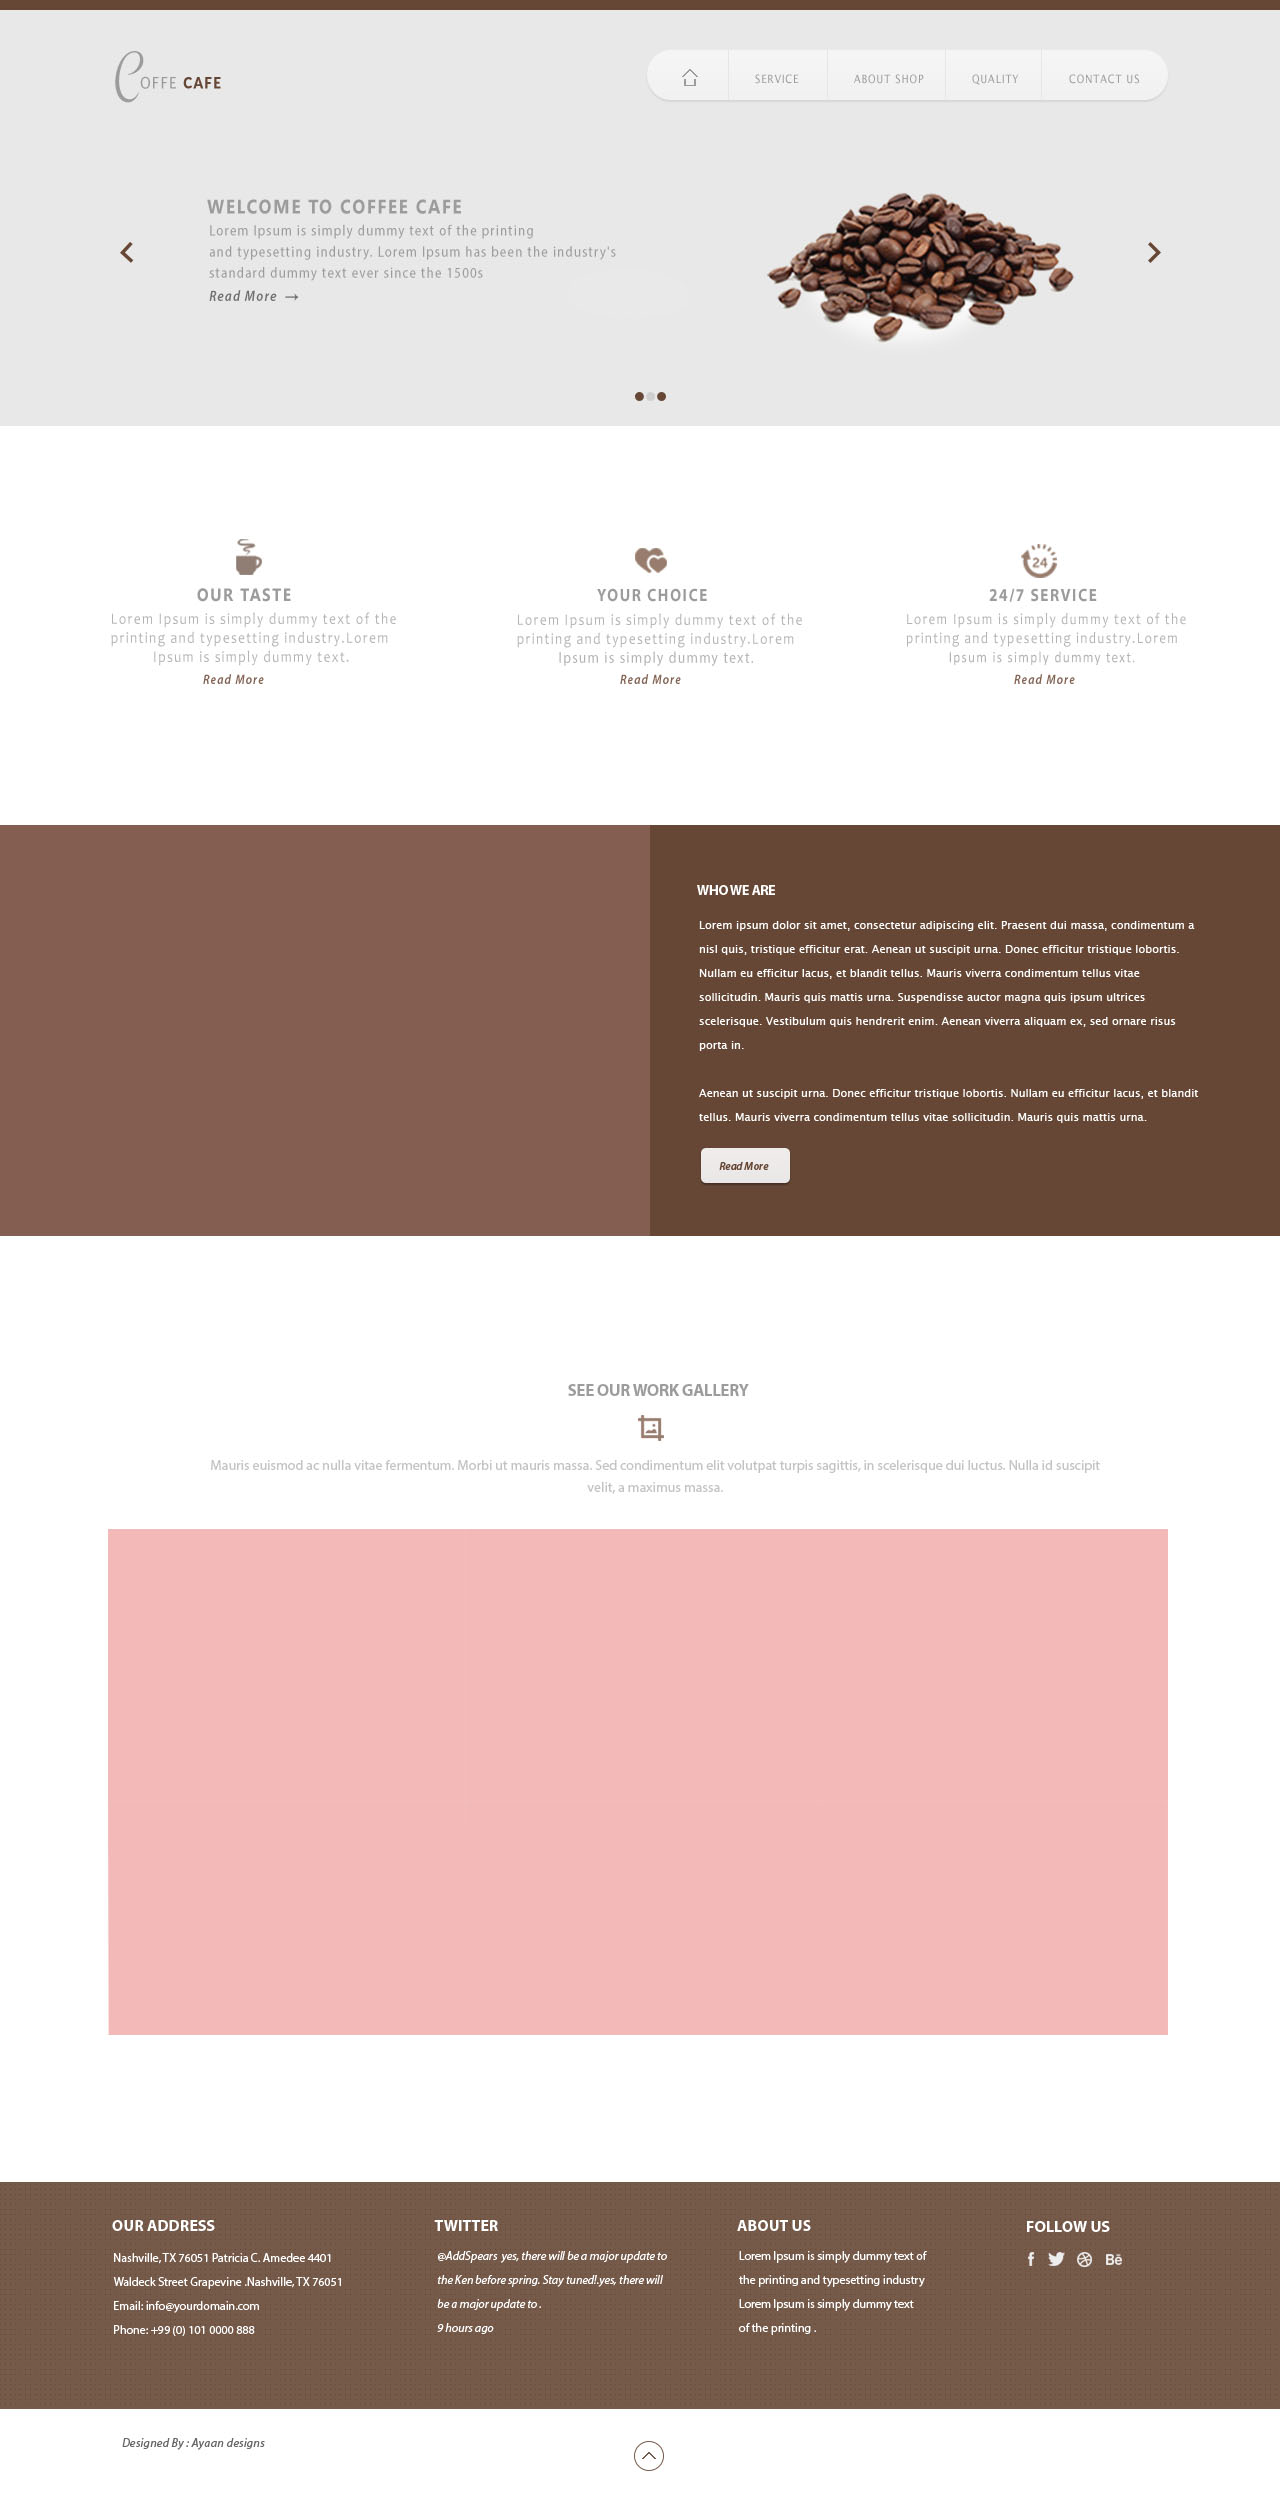 COFFE CAFE
SERVICE
ABOUT SHOP
QUALITY
CONTACT US
WELCOME TO COFFEE CAFE
Lorem Ipsum is simply dummy text of the printing
and typesetting industry. Lorem Ipsum has been the industry's
standard dummy text ever since the 1500s
Read More →
OUR TASTE
Lorem Ipsum is simply dummy text of the
printing and typesetting industry.Lorem
Ipsum is simply dummy text.
Read More
YOUR CHOICE
Lorem Ipsum is simply dummy text of the
printing and typesetting industry.Lorem
Ipsum is simply dummy text.
Read More
24
24/7 SERVICE
Lorem Ipsum is simply dummy text of the
printing and typesetting industry.Lorem
Ipsum is simply dummy text.
Read More
WHO WE ARE
Lorem ipsum dolor sit amet, consectetur adipiscing elit. Praesent dui massa, condimentum a
nisl quis, tristique efficitur erat. Aenean ut suscipit urna. Donec efficitur tristique lobortis.
Nullam eu efficitur lacus, et blandit tellus. Mauris viverra condimentum tellus vitae
sollicitudin. Mauris quis mattis urna. Suspendisse auctor magna quis ipsum ultrices
scelerisque. Vestibulum quis hendrerit enim. Aenean viverra aliquam ex, sed ornare risus
porta in.
Aenean ut suscipit urna. Donec efficitur tristique lobortis. Nullam eu efficitur lacus, et blandit
tellus. Mauris viverra condimentum tellus vitae sollicitudin. Mauris quis mattis urna.
Read More
SEE OUR WORK GALLERY
Mauris euismod ac nulla vitae fermentum. Morbi ut mauris massa. Sed condimentum elit volutpat turpis sagittis, in scelerisque dui luctus. Nulla id suscipit
velit, a maximus massa.
OUR ADDRESS
Nashville, TX 76051 Patricia C. Amedee 4401
Waldeck Street Grapevine .Nashville, TX 76051
Email: info@yourdomain.com
Phone: +99 (0) 101 0000 888
TWITTER
@AddSpears yes, there will be a major update to
the Ken before spring. Stay tuned!.yes, there will
be a major update to .
9 hours ago
ABOUT US
Lorem Ipsum is simply dummy text of
the printing and typesetting industry
Lorem Ipsum is simply dummy text
of the printing .
FOLLOW US
f
Bē
Designed By : Ayaan designs